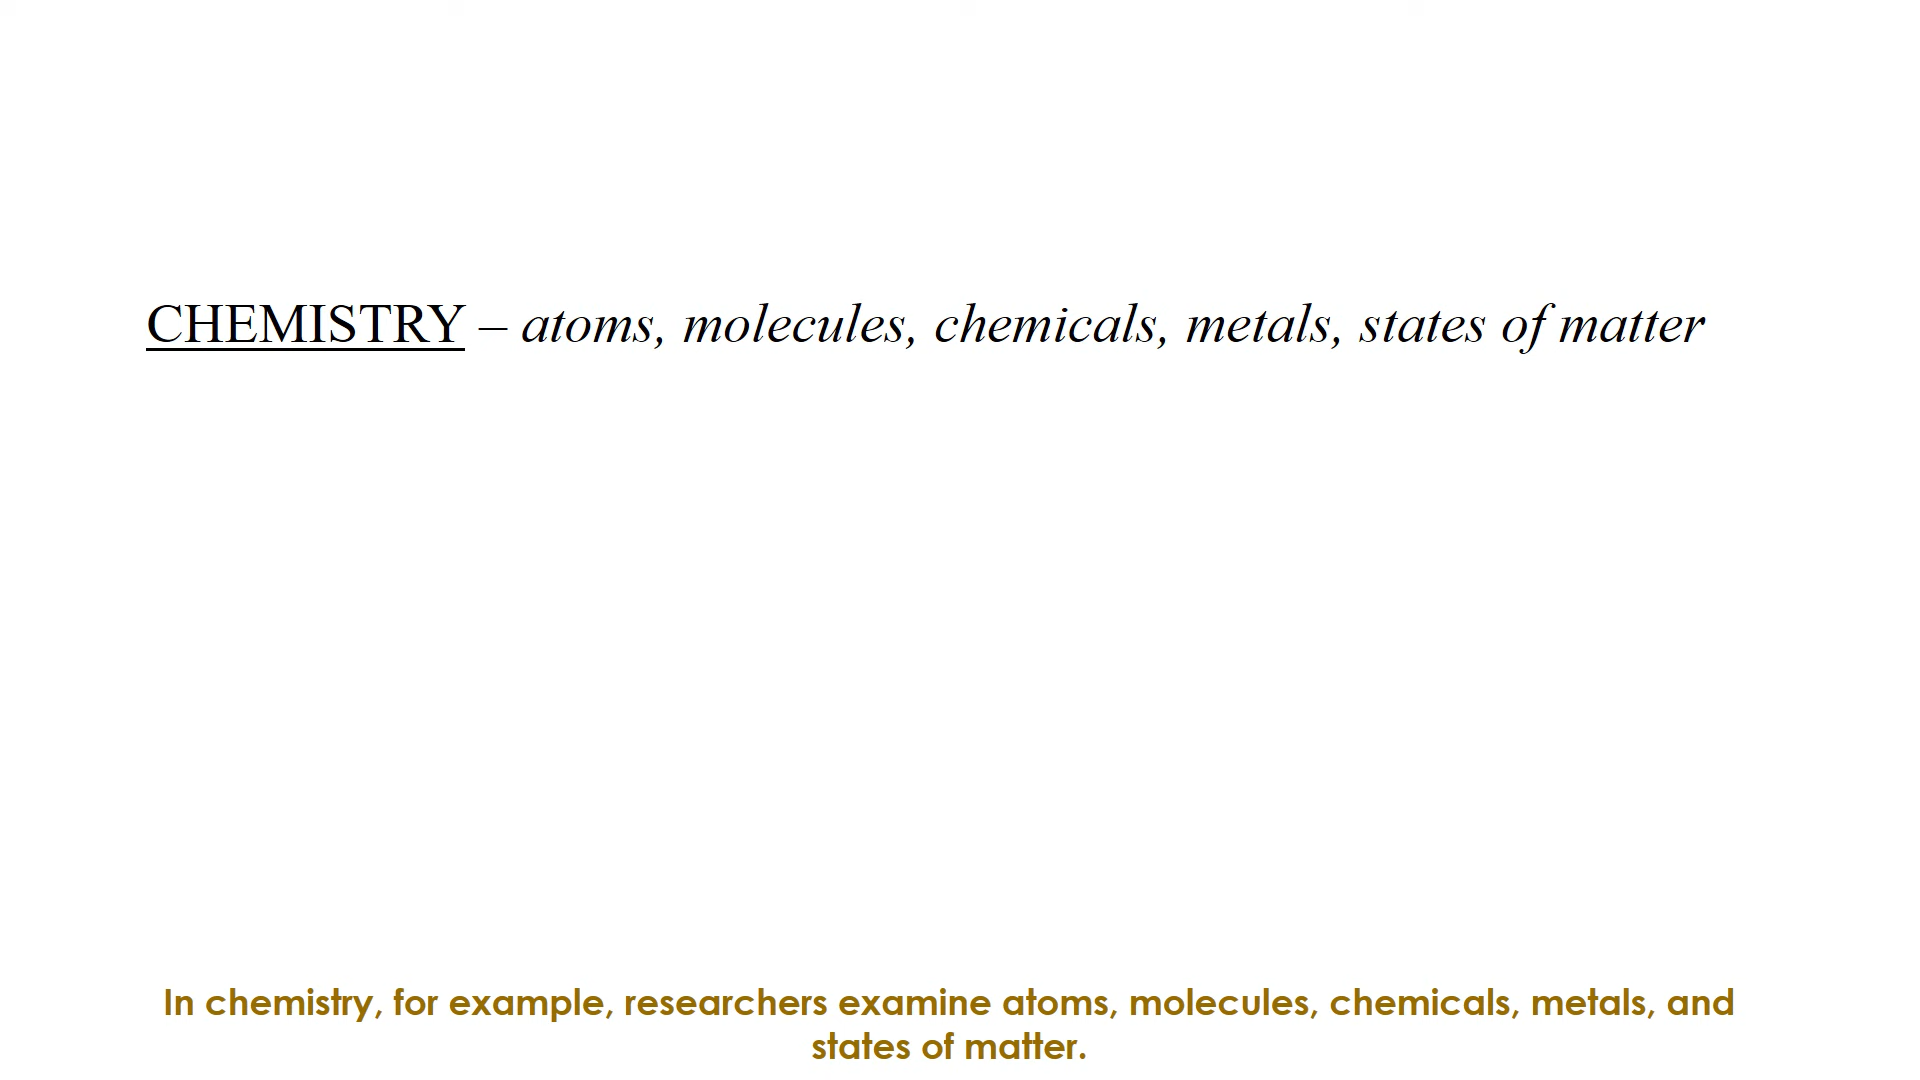 CHEMISTRY – atoms, molecules, chemicals, metals, states of matter
In chemistry, for example, researchers examine atoms, molecules, chemicals, metals, and
states of matter.